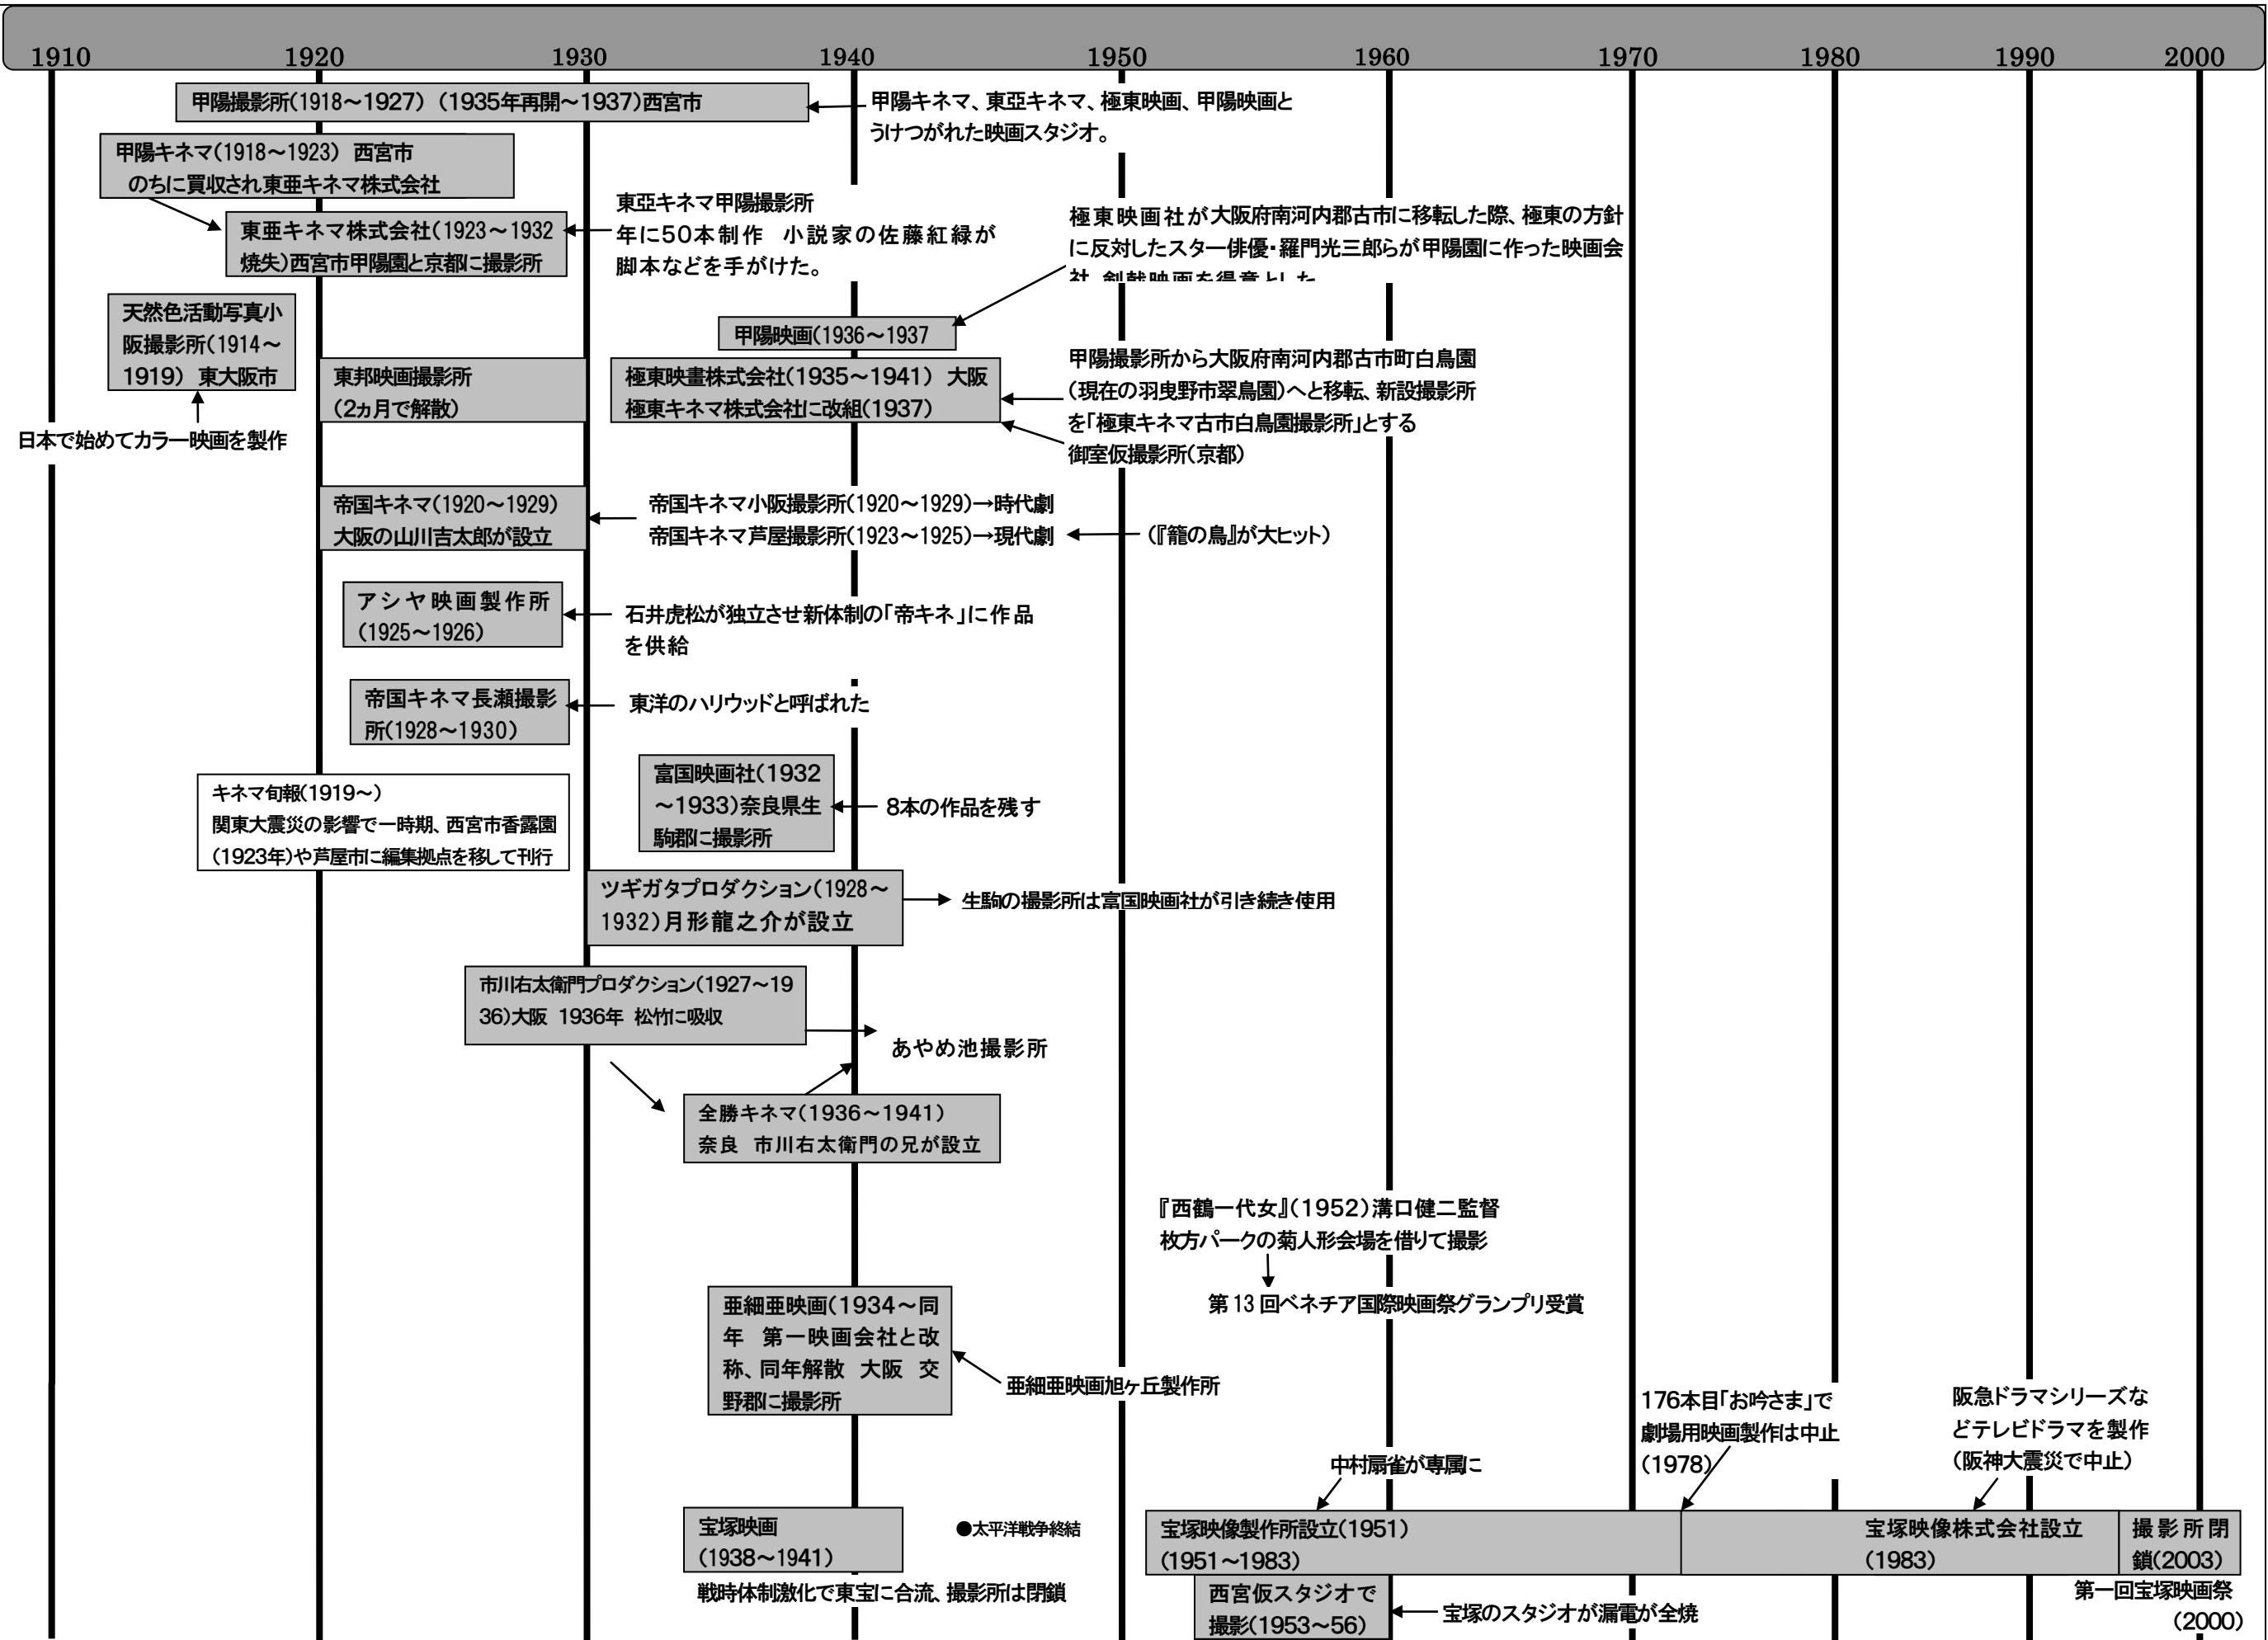 1910 1920 1930 1940 1950 1960 1970 1980 1990 2000
甲陽撮影所(1918～1927) (1935年再開～1937)西宮市
甲陽キネマ、東亞キネマ、極東映画、甲陽映画と
うけつがれた映画スタジオ。
甲陽キネマ(1918～1923) 西宮市
のちに買収され東亜キネマ株式会社
東亞キネマ株式会社(1923～1932
焼失)西宮市甲陽園と京都に撮影所
東亞キネマ甲陽撮影所
年に50本制作 小説家の佐藤紅緑が
脚本などを手がけた。
極東映画社が大阪府南河内郡古市に移転した際、極東の方針
に反対したスター俳優・羅門光三郎らが甲陽園に作った映画会
社 剣戟映画を得意とした
天然色活動写真小
阪撮影所(1914～
1919) 東大阪市
日本で始めてカラー映画を製作
甲陽映画(1936～1937
東邦映画撮影所
(2ヵ月で解散)
極東映畫株式会社(1935～1941) 大阪
極東キネマ株式会社に改組(1937)
甲陽撮影所から大阪府南河内郡古市町白鳥園
(現在の羽曳野市翠鳥園)へと移転、新設撮影所
を「極東キネマ古市白鳥園撮影所」とする
御室仮撮影所(京都)
帝国キネマ(1920～1929)
大阪の山川吉太郎が設立
帝国キネマ小阪撮影所(1920～1929)→時代劇
帝国キネマ芦屋撮影所(1923～1925)→現代劇
(『籠の鳥』が大ヒット)
アシヤ映画製作所
(1925～1926)
石井虎松が独立させ新体制の「帝キネ」に作品
を供給
帝国キネマ長瀬撮影
所(1928～1930)
東洋のハリウッドと呼ばれた
キネマ旬報(1919～)
関東大震災の影響で一時期、西宮市香露園
(1923年)や芦屋市に編集拠点を移して刊行
富国映画社(1932
～1933)奈良県生
駒郡に撮影所
8本の作品を残す
ツギガタプロダクション(1928～
1932)月形龍之介が設立
生駒の撮影所は富国映画社が引き続き使用
市川右太衛門プロダクション(1927～19
36)大阪 1936年 松竹に吸収
あやめ池撮影所
全勝キネマ(1936～1941)
奈良 市川右太衛門の兄が設立
『西鶴一代女』(1952)溝口健二監督
枚方パークの菊人形会場を借りて撮影
第13回ベネチア国際映画祭グランプリ受賞
亜細亜映画(1934～同
年 第一映画会社と改
称、同年解散 大阪 交
野郡に撮影所
亜細亜映画旭ヶ丘製作所
176本目「お吟さま」で
劇場用映画製作は中止
(1978)
阪急ドラマシリーズな
どテレビドラマを製作
(阪神大震災で中止)
中村扇雀が専属に
宝塚映画
(1938～1941)
●太平洋戦争終結
戦時体制激化で東宝に合流、撮影所は閉鎖
宝塚映像製作所設立(1951)
(1951～1983)
宝塚映像株式会社設立
(1983)
撮影所閉
鎖(2003)
西宮仮スタジオで
撮影(1953～56)
宝塚のスタジオが漏電が全焼
第一回宝塚映画祭
(2000)